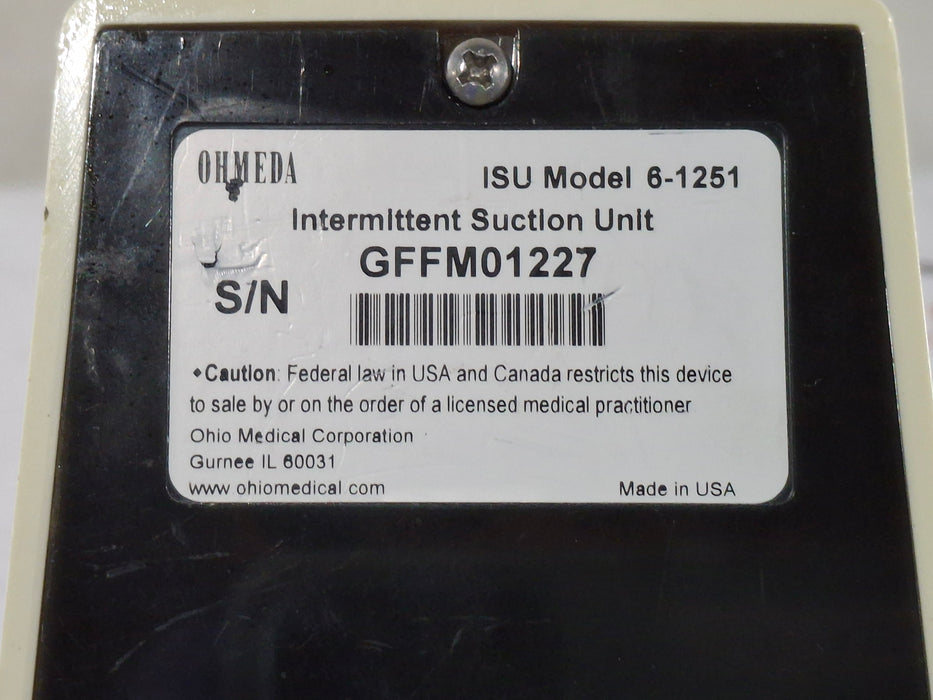 OHMEDA
ISU Model 6-1251
Intermittent Suction Unit
GFFM01227
S/N
◆Caution: Federal law in USA and Canada restricts this device
to sale by or on the order of a licensed medical practitioner
Ohio Medical Corporation
Gurnee IL 60031
www ohiomedical com
Made in USA